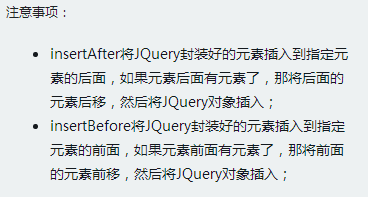 注意事项：
insertAfter将JQuery封装好的元素插入到指定元
素的后面，如果元素后面有元素了，那将后面的
元素后移，然后将JQuery对象插入；
insertBefore将JQuery封装好的元素插入到指定
元素的前面，如果元素前面有元素了，那将前面
的元素前移，然后将JQuery对象插入；